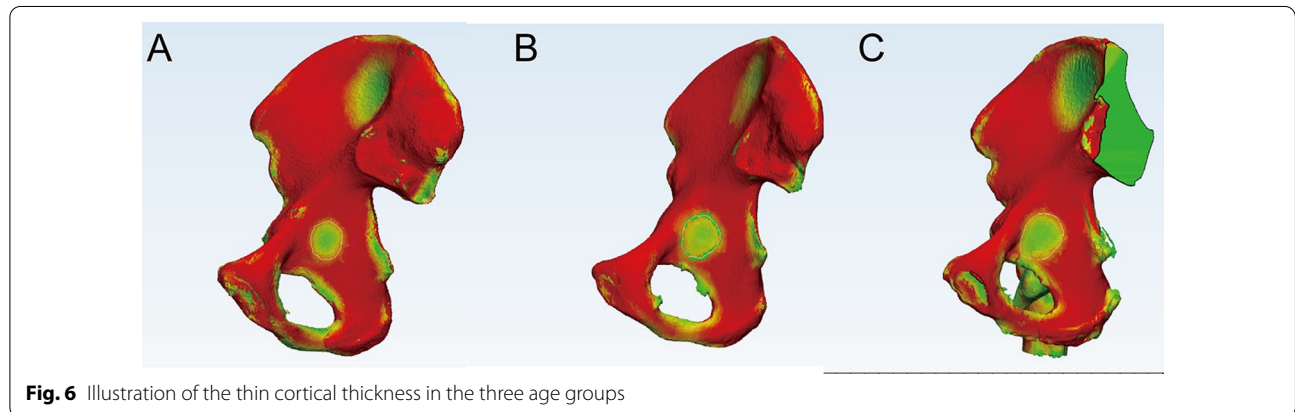 A
B
C
Fig. 6 Illustration of the thin cortical thickness in the three age groups